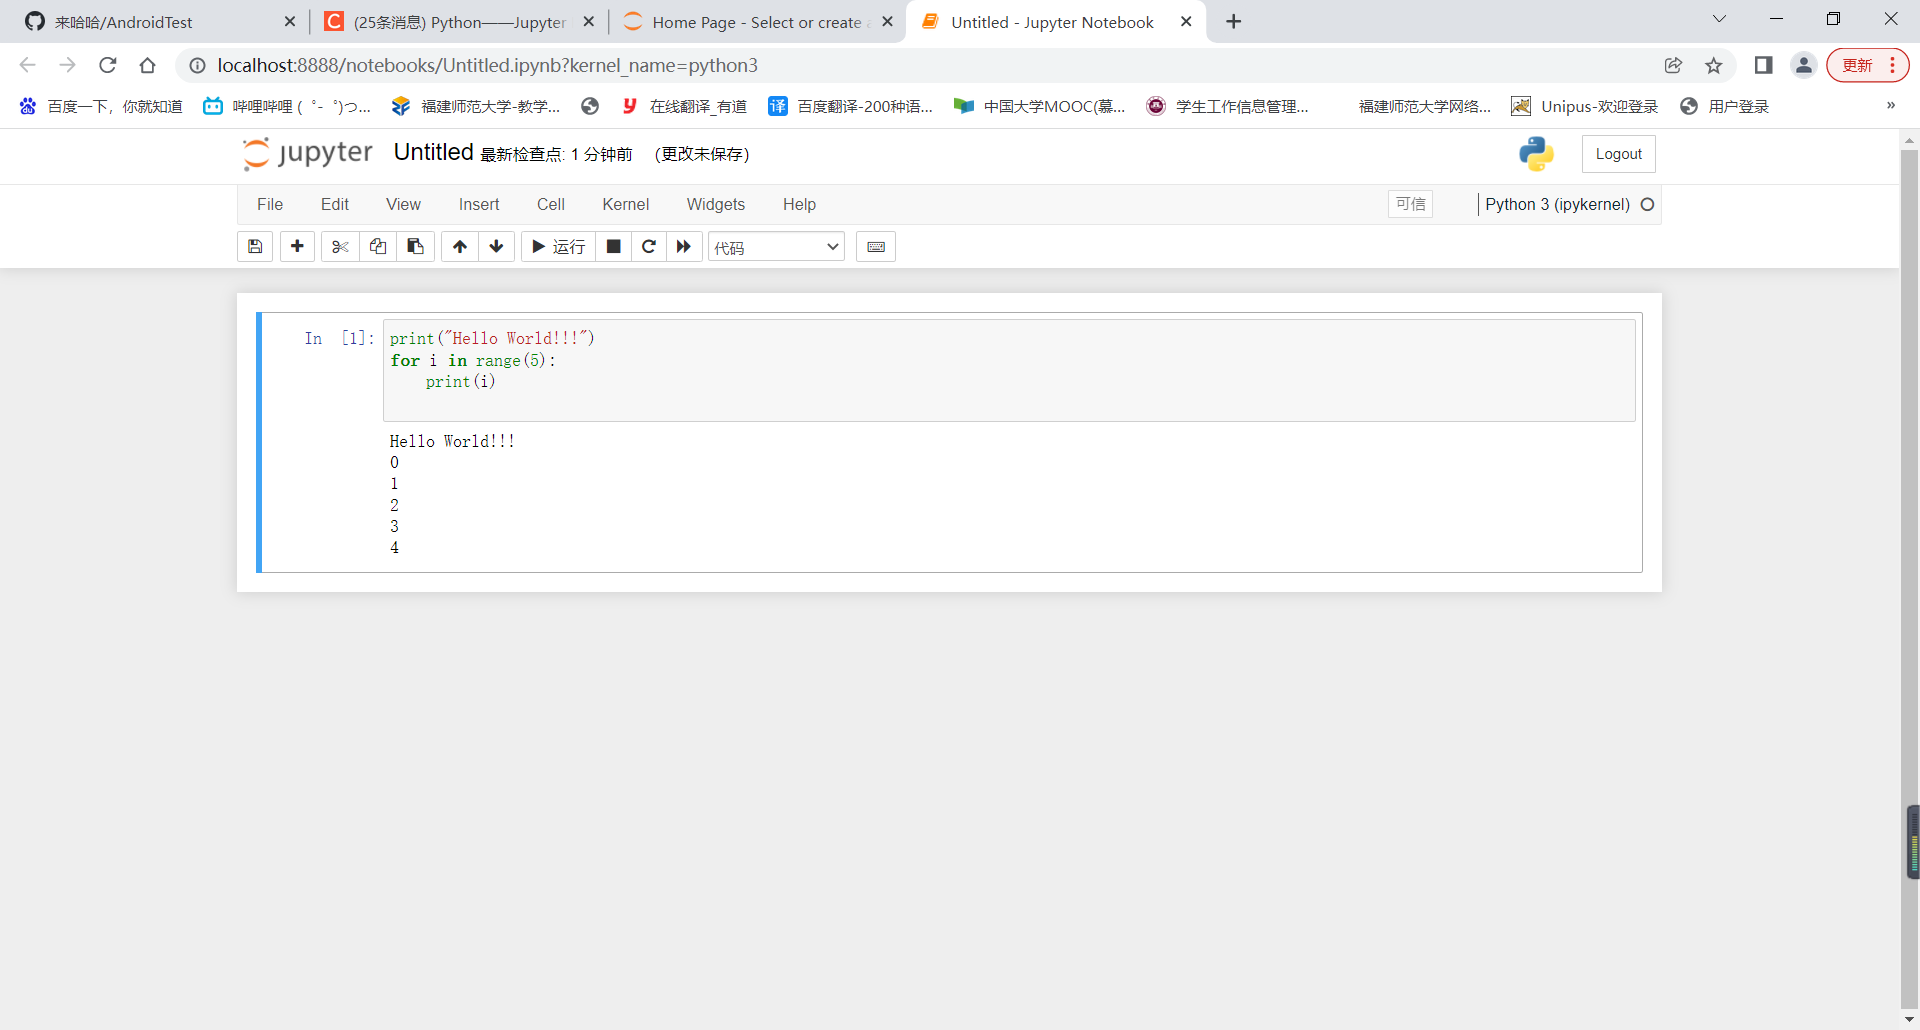 来哈哈/AndroidTest
(25条消息) Python——Jupyter
Home Page - Select or create a
Untitled - Jupyter Notebook
localhost:8888/notebooks/Untitled.ipynb?kernel_name=python3
更新
百度一下，你就知道
哔哩哔哩 ( ゜- ゜)つ...
福建师范大学-教学...
在线翻译_有道
百度翻译-200种语...
中国大学MOOC(慕...
学生工作信息管理...
福建师范大学网络...
Unipus-欢迎登录
用户登录
»
jupyter Untitled 最新检查点: 1 分钟前 (更改未保存)
Logout
File Edit View Insert Cell Kernel Widgets Help
可信
Python 3 (ipykernel)
运行
代码
In [1]: print("Hello World!!!")
for i in range(5):
    print(i)
Hello World!!!
0
1
2
3
4